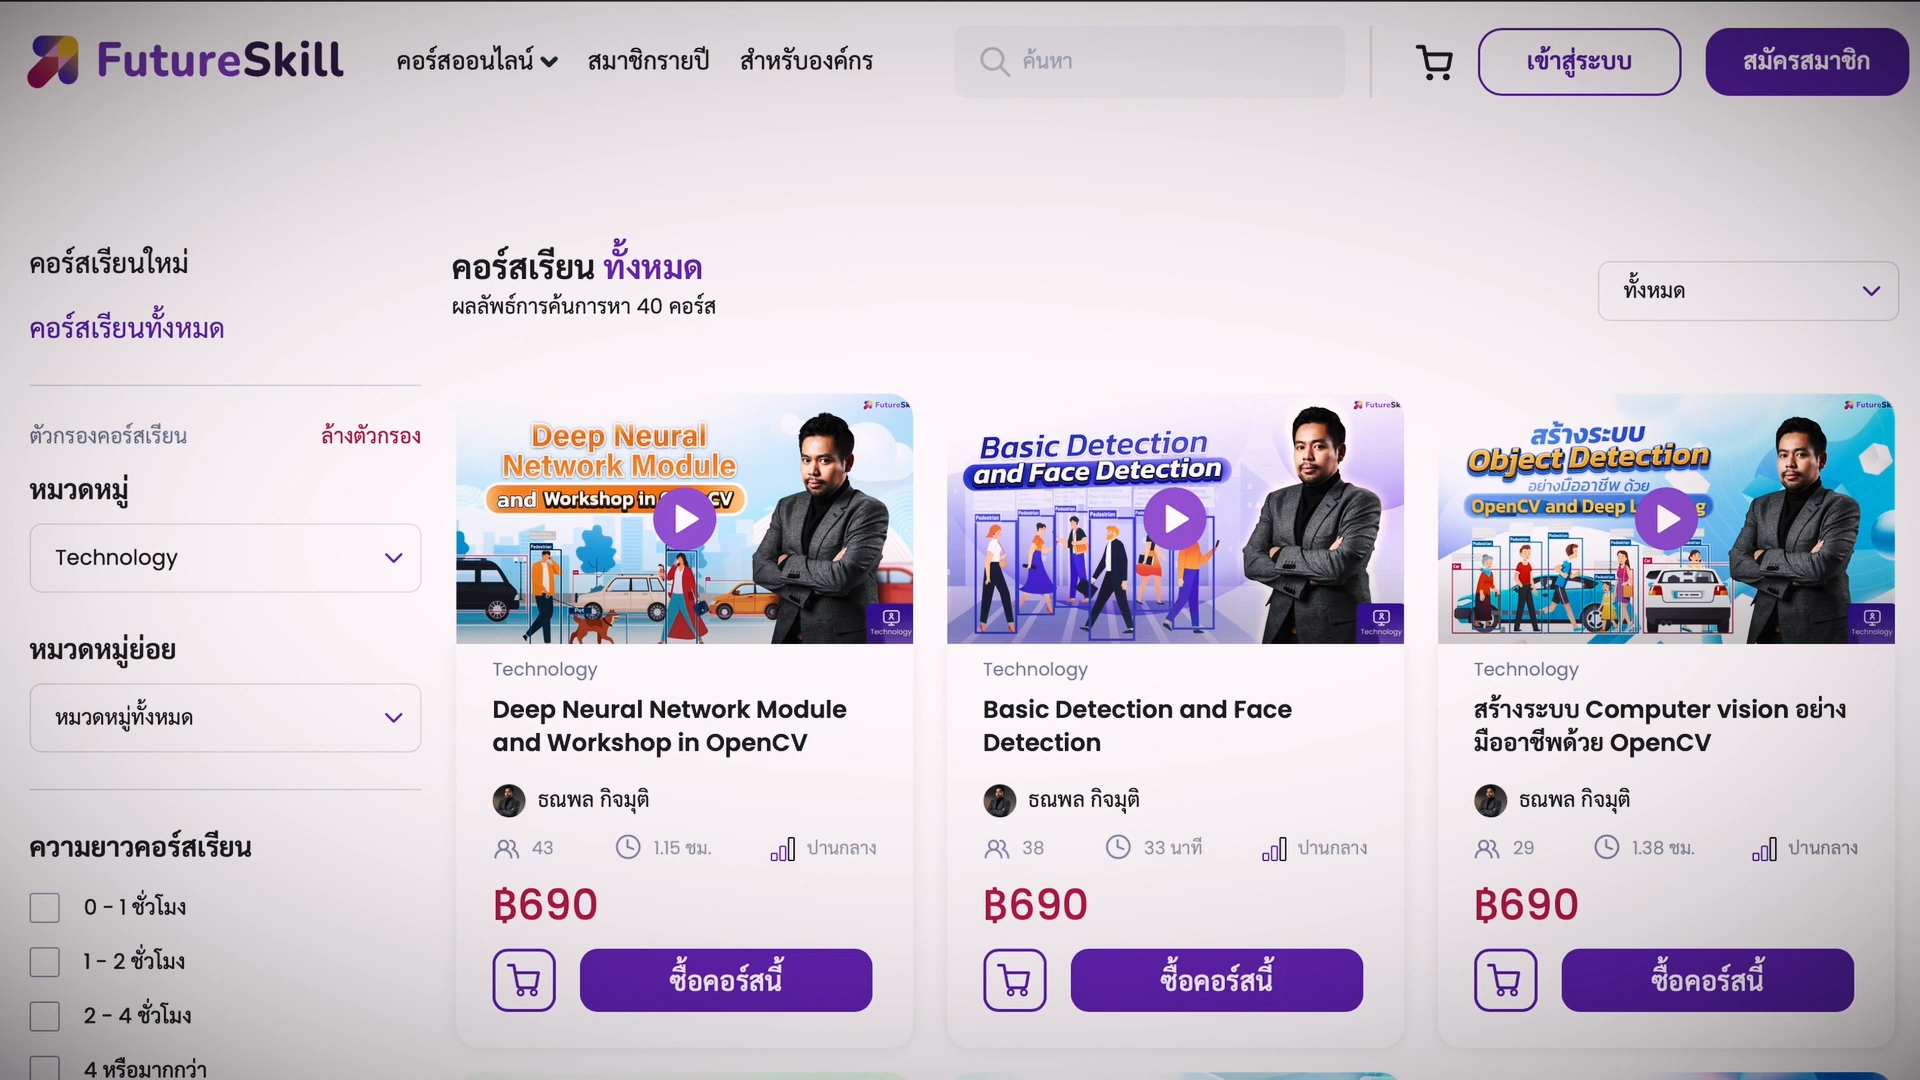 FutureSkill
คอร์สออนไลน์
สมาชิกรายปี
สำหรับองค์กร
ค้นหา
เข้าสู่ระบบ
สมัครสมาชิก
คอร์สเรียนใหม่
คอร์สเรียนทั้งหมด
ตัวกรองคอร์สเรียน
ล้างตัวกรอง
หมวดหมู่
Technology
หมวดหมู่ย่อย
หมวดหมู่ทั้งหมด
ความยาวคอร์สเรียน
0 - 1 ชั่วโมง
1 - 2 ชั่วโมง
2 - 4 ชั่วโมง
4 หรือมากกว่า
คอร์สเรียน ทั้งหมด
ผลลัพธ์การค้นการหา 40 คอร์ส
ทั้งหมด
Deep Neural
Network Module
and Workshop in
Technology
Technology
Deep Neural Network Module
and Workshop in OpenCV
ธณพล กิจมุติ
43
1.15 ชม.
ปานกลาง
฿690
ซื้อคอร์สนี้
Basic Detection
and Face Detection
Technology
Technology
Basic Detection and Face
Detection
ธณพล กิจมุติ
38
33 นาที
ปานกลาง
฿690
ซื้อคอร์สนี้
สร้างระบบ
Object Detection
อย่างมืออาชีพ ด้วย
OpenCV and Deep
Technology
Technology
สร้างระบบ Computer vision อย่าง
มืออาชีพด้วย OpenCV
ธณพล กิจมุติ
29
1.38 ชม.
ปานกลาง
฿690
ซื้อคอร์สนี้